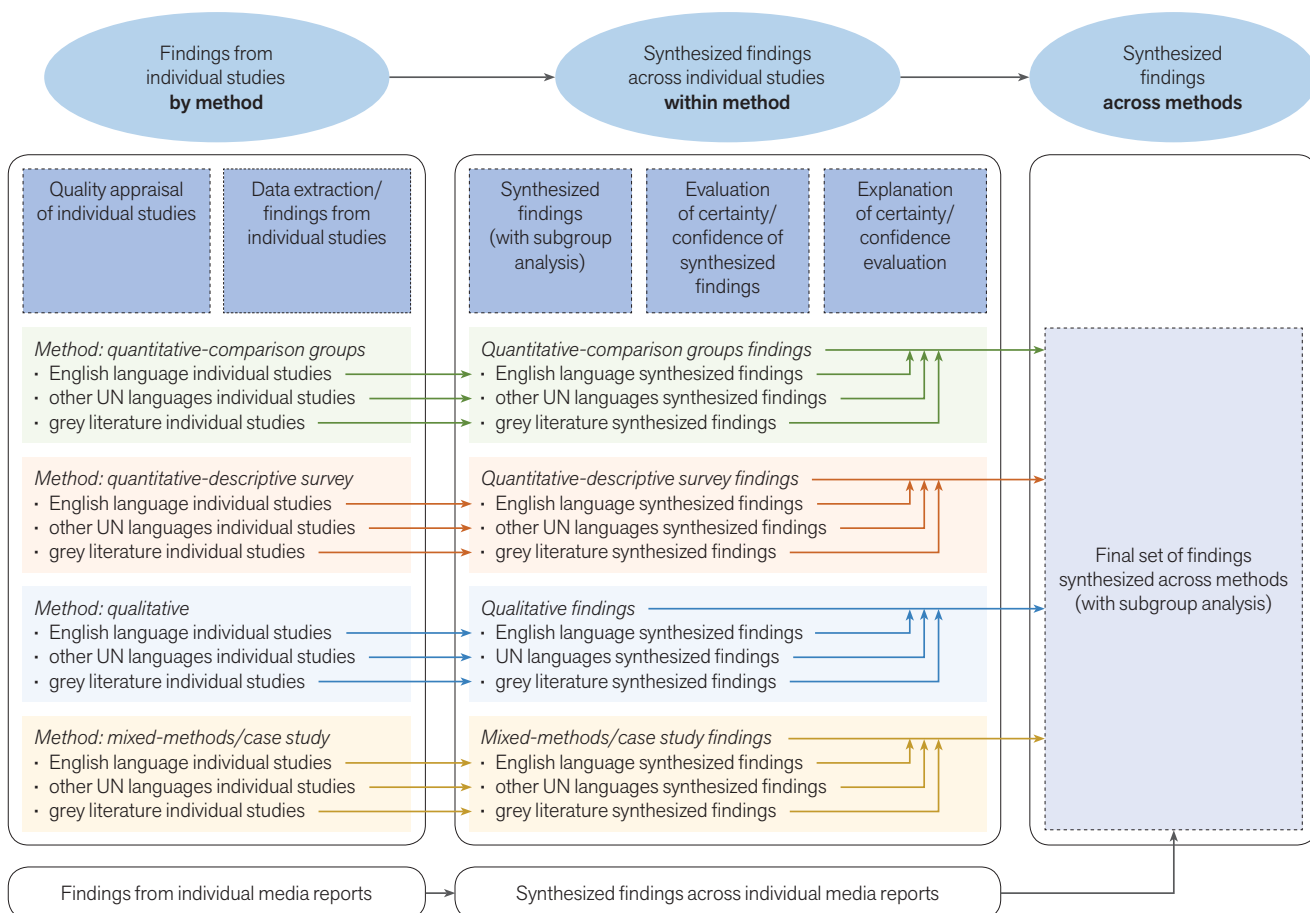 Findings from
individual studies
by method
Synthesized findings
across individual studies
within method
Synthesized
findings
across methods
Quality appraisal
of individual studies
Data extraction/
findings from
individual studies
Synthesized
findings
(with subgroup
analysis)
Evaluation
of certainty/
confidence of
synthesized
findings
Explanation
of certainty/
confidence
evaluation
Method: quantitative-comparison groups
· English language individual studies
· other UN languages individual studies
· grey literature individual studies
Quantitative-comparison groups findings
· English language synthesized findings
· other UN languages synthesized findings
· grey literature synthesized findings
Method: quantitative-descriptive survey
· English language individual studies
· other UN languages individual studies
· grey literature individual studies
Quantitative-descriptive survey findings
· English language synthesized findings
· other UN languages synthesized findings
· grey literature synthesized findings
Method: qualitative
· English language individual studies
· other UN languages individual studies
· grey literature individual studies
Qualitative findings
· English language synthesized findings
· UN languages synthesized findings
· grey literature synthesized findings
Method: mixed-methods/case study
· English language individual studies
· other UN languages individual studies
· grey literature individual studies
Mixed-methods/case study findings
· English language synthesized findings
· other UN languages synthesized findings
· grey literature synthesized findings
Final set of findings
synthesized across methods
(with subgroup analysis)
Findings from individual media reports
Synthesized findings across individual media reports